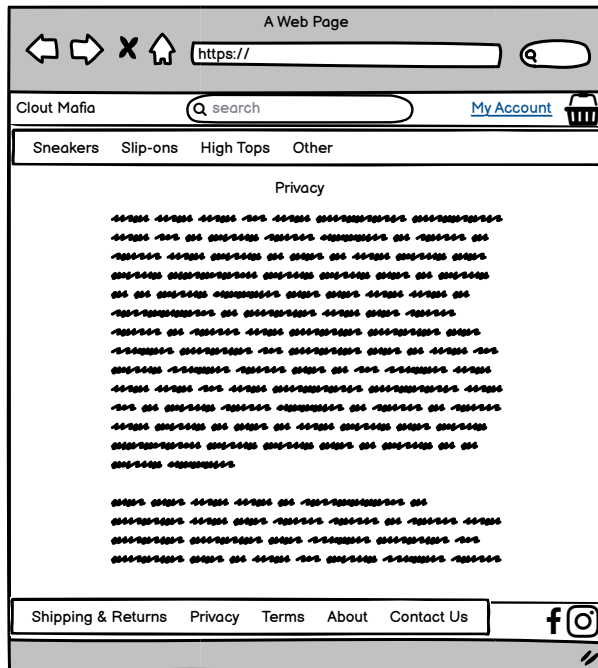 A Web Page
https://
Clout Mafia search My Account
Sneakers Slip-ons High Tops Other
Privacy
Shipping & Returns Privacy Terms About Contact Us